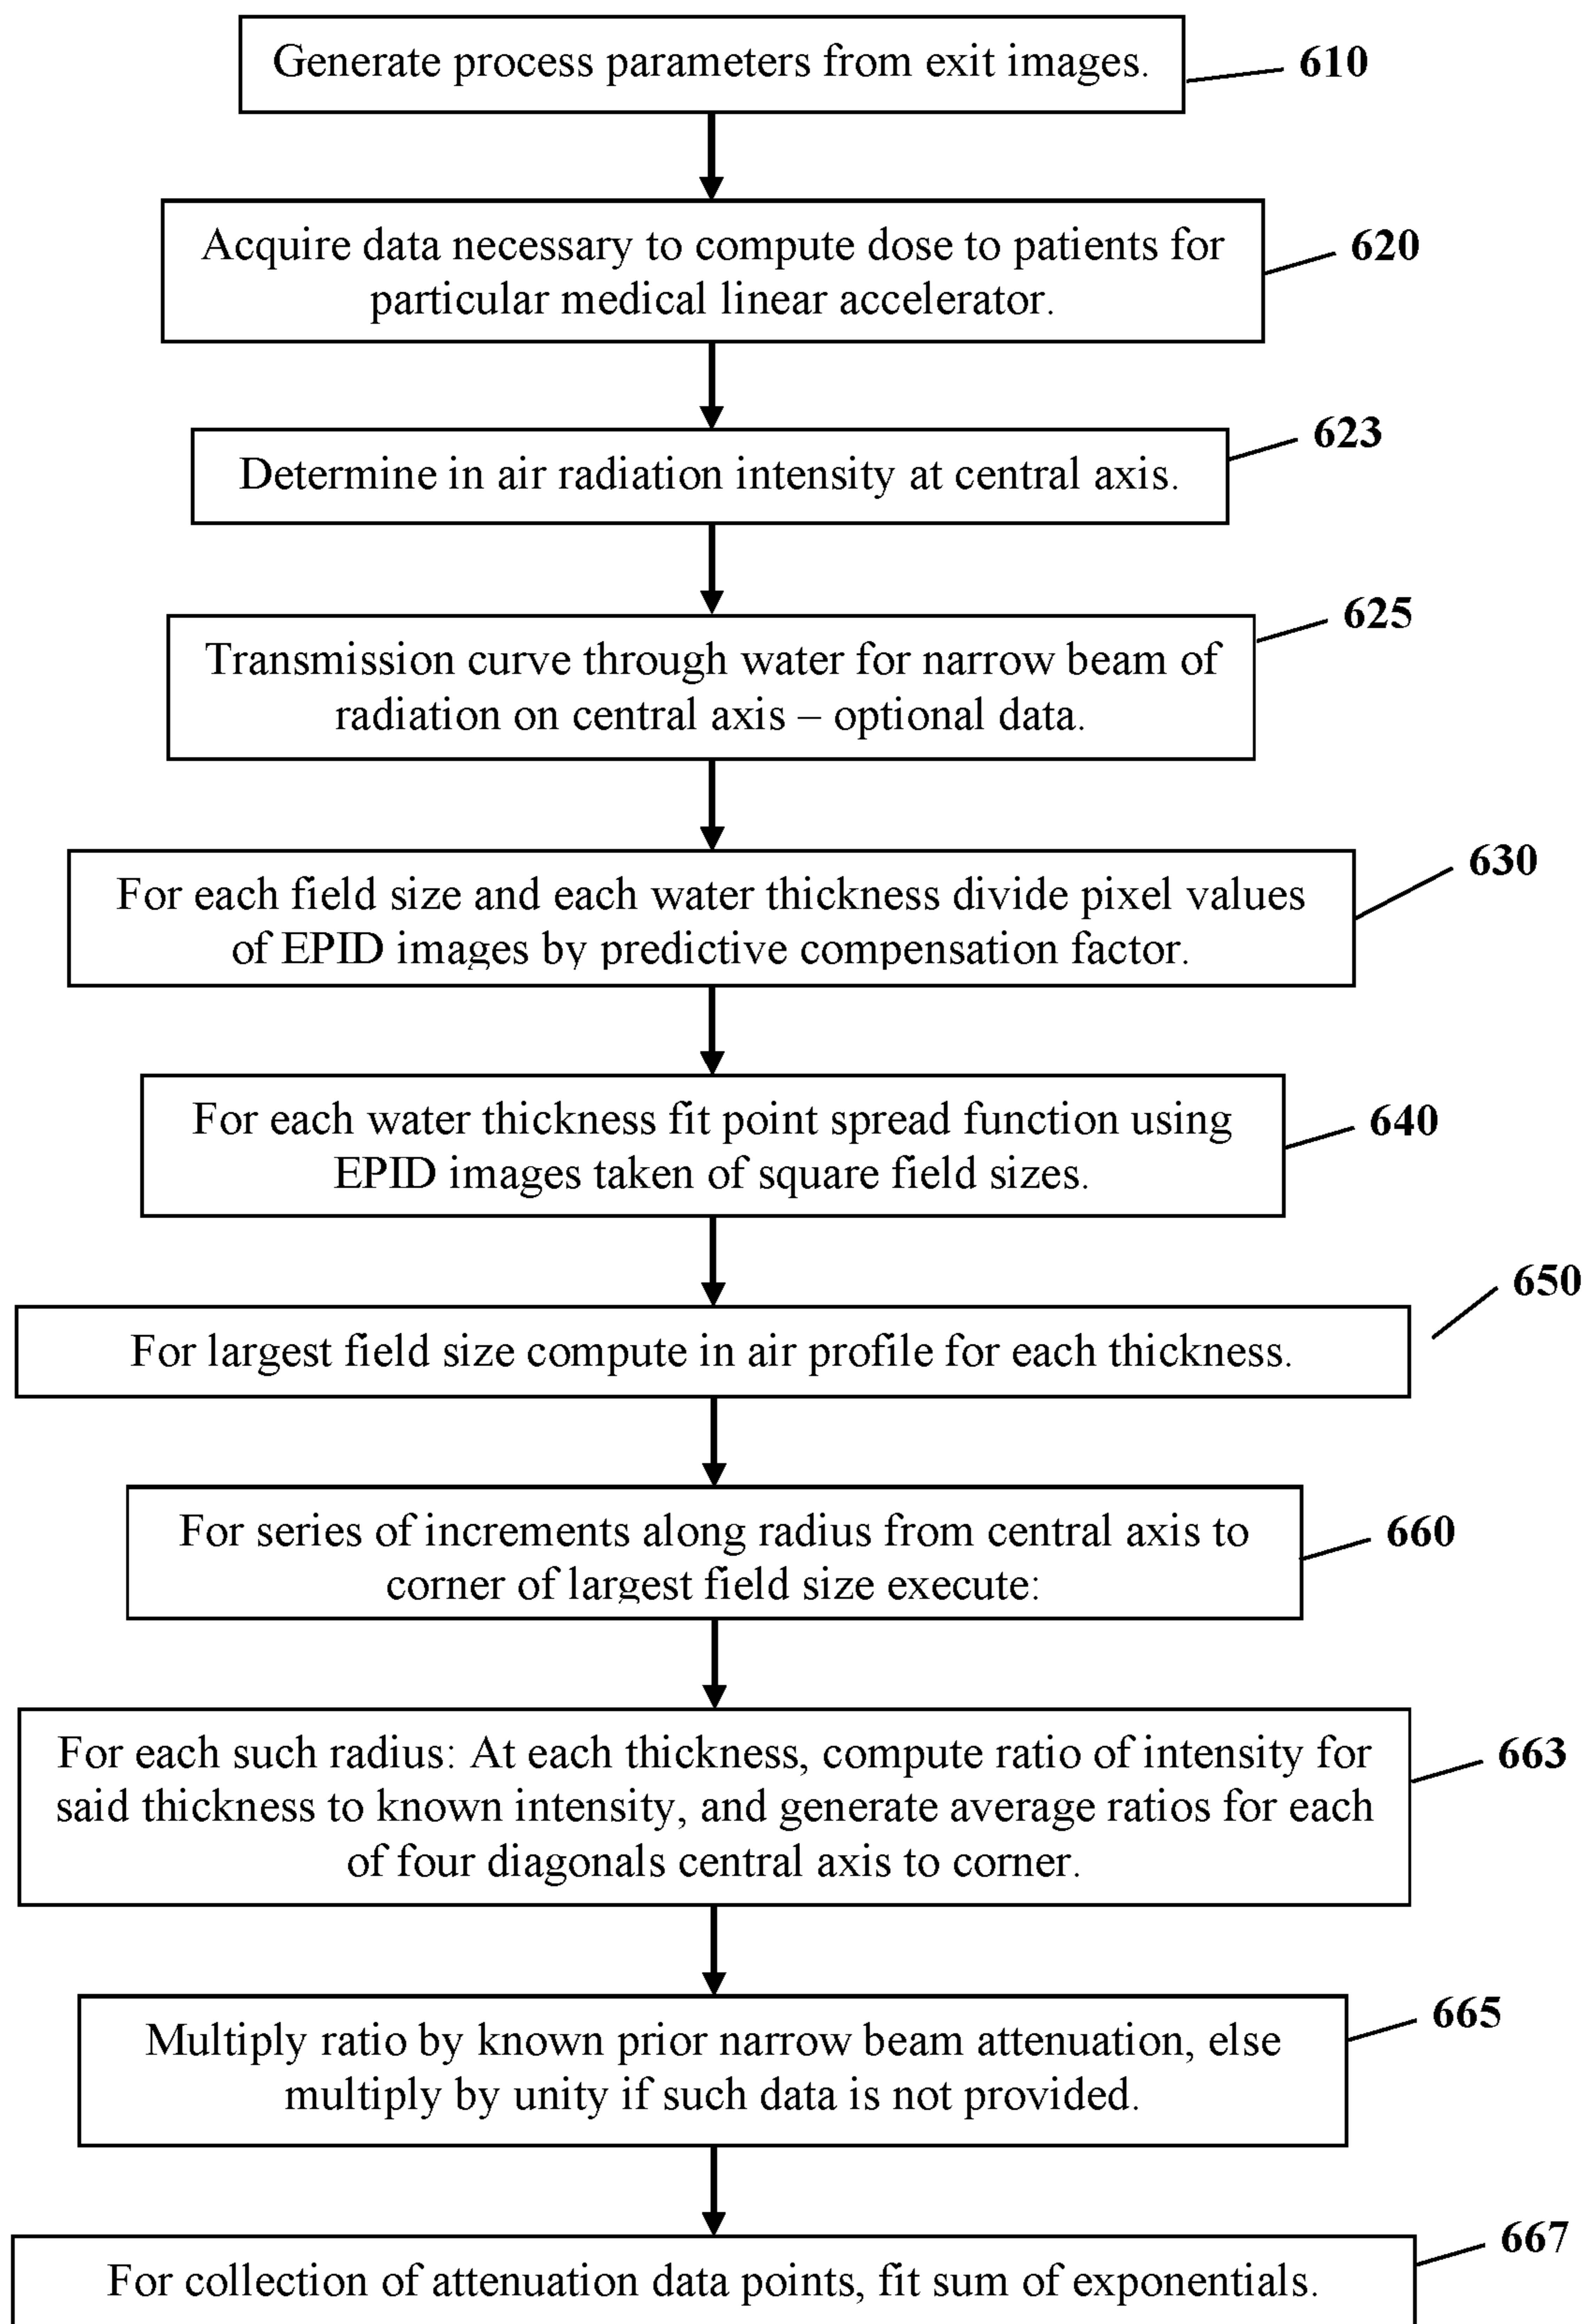 Generate process parameters from exit images.
610
Acquire data necessary to compute dose to patients for
particular medical linear accelerator.
620
Determine in air radiation intensity at central axis.
623
Transmission curve through water for narrow beam of
radiation on central axis – optional data.
625
For each field size and each water thickness divide pixel values
of EPID images by predictive compensation factor.
630
For each water thickness fit point spread function using
EPID images taken of square field sizes.
640
For largest field size compute in air profile for each thickness.
650
For series of increments along radius from central axis to
corner of largest field size execute:
660
For each such radius: At each thickness, compute ratio of intensity for
said thickness to known intensity, and generate average ratios for each
of four diagonals central axis to corner.
663
Multiply ratio by known prior narrow beam attenuation, else
multiply by unity if such data is not provided.
665
For collection of attenuation data points, fit sum of exponentials.
667